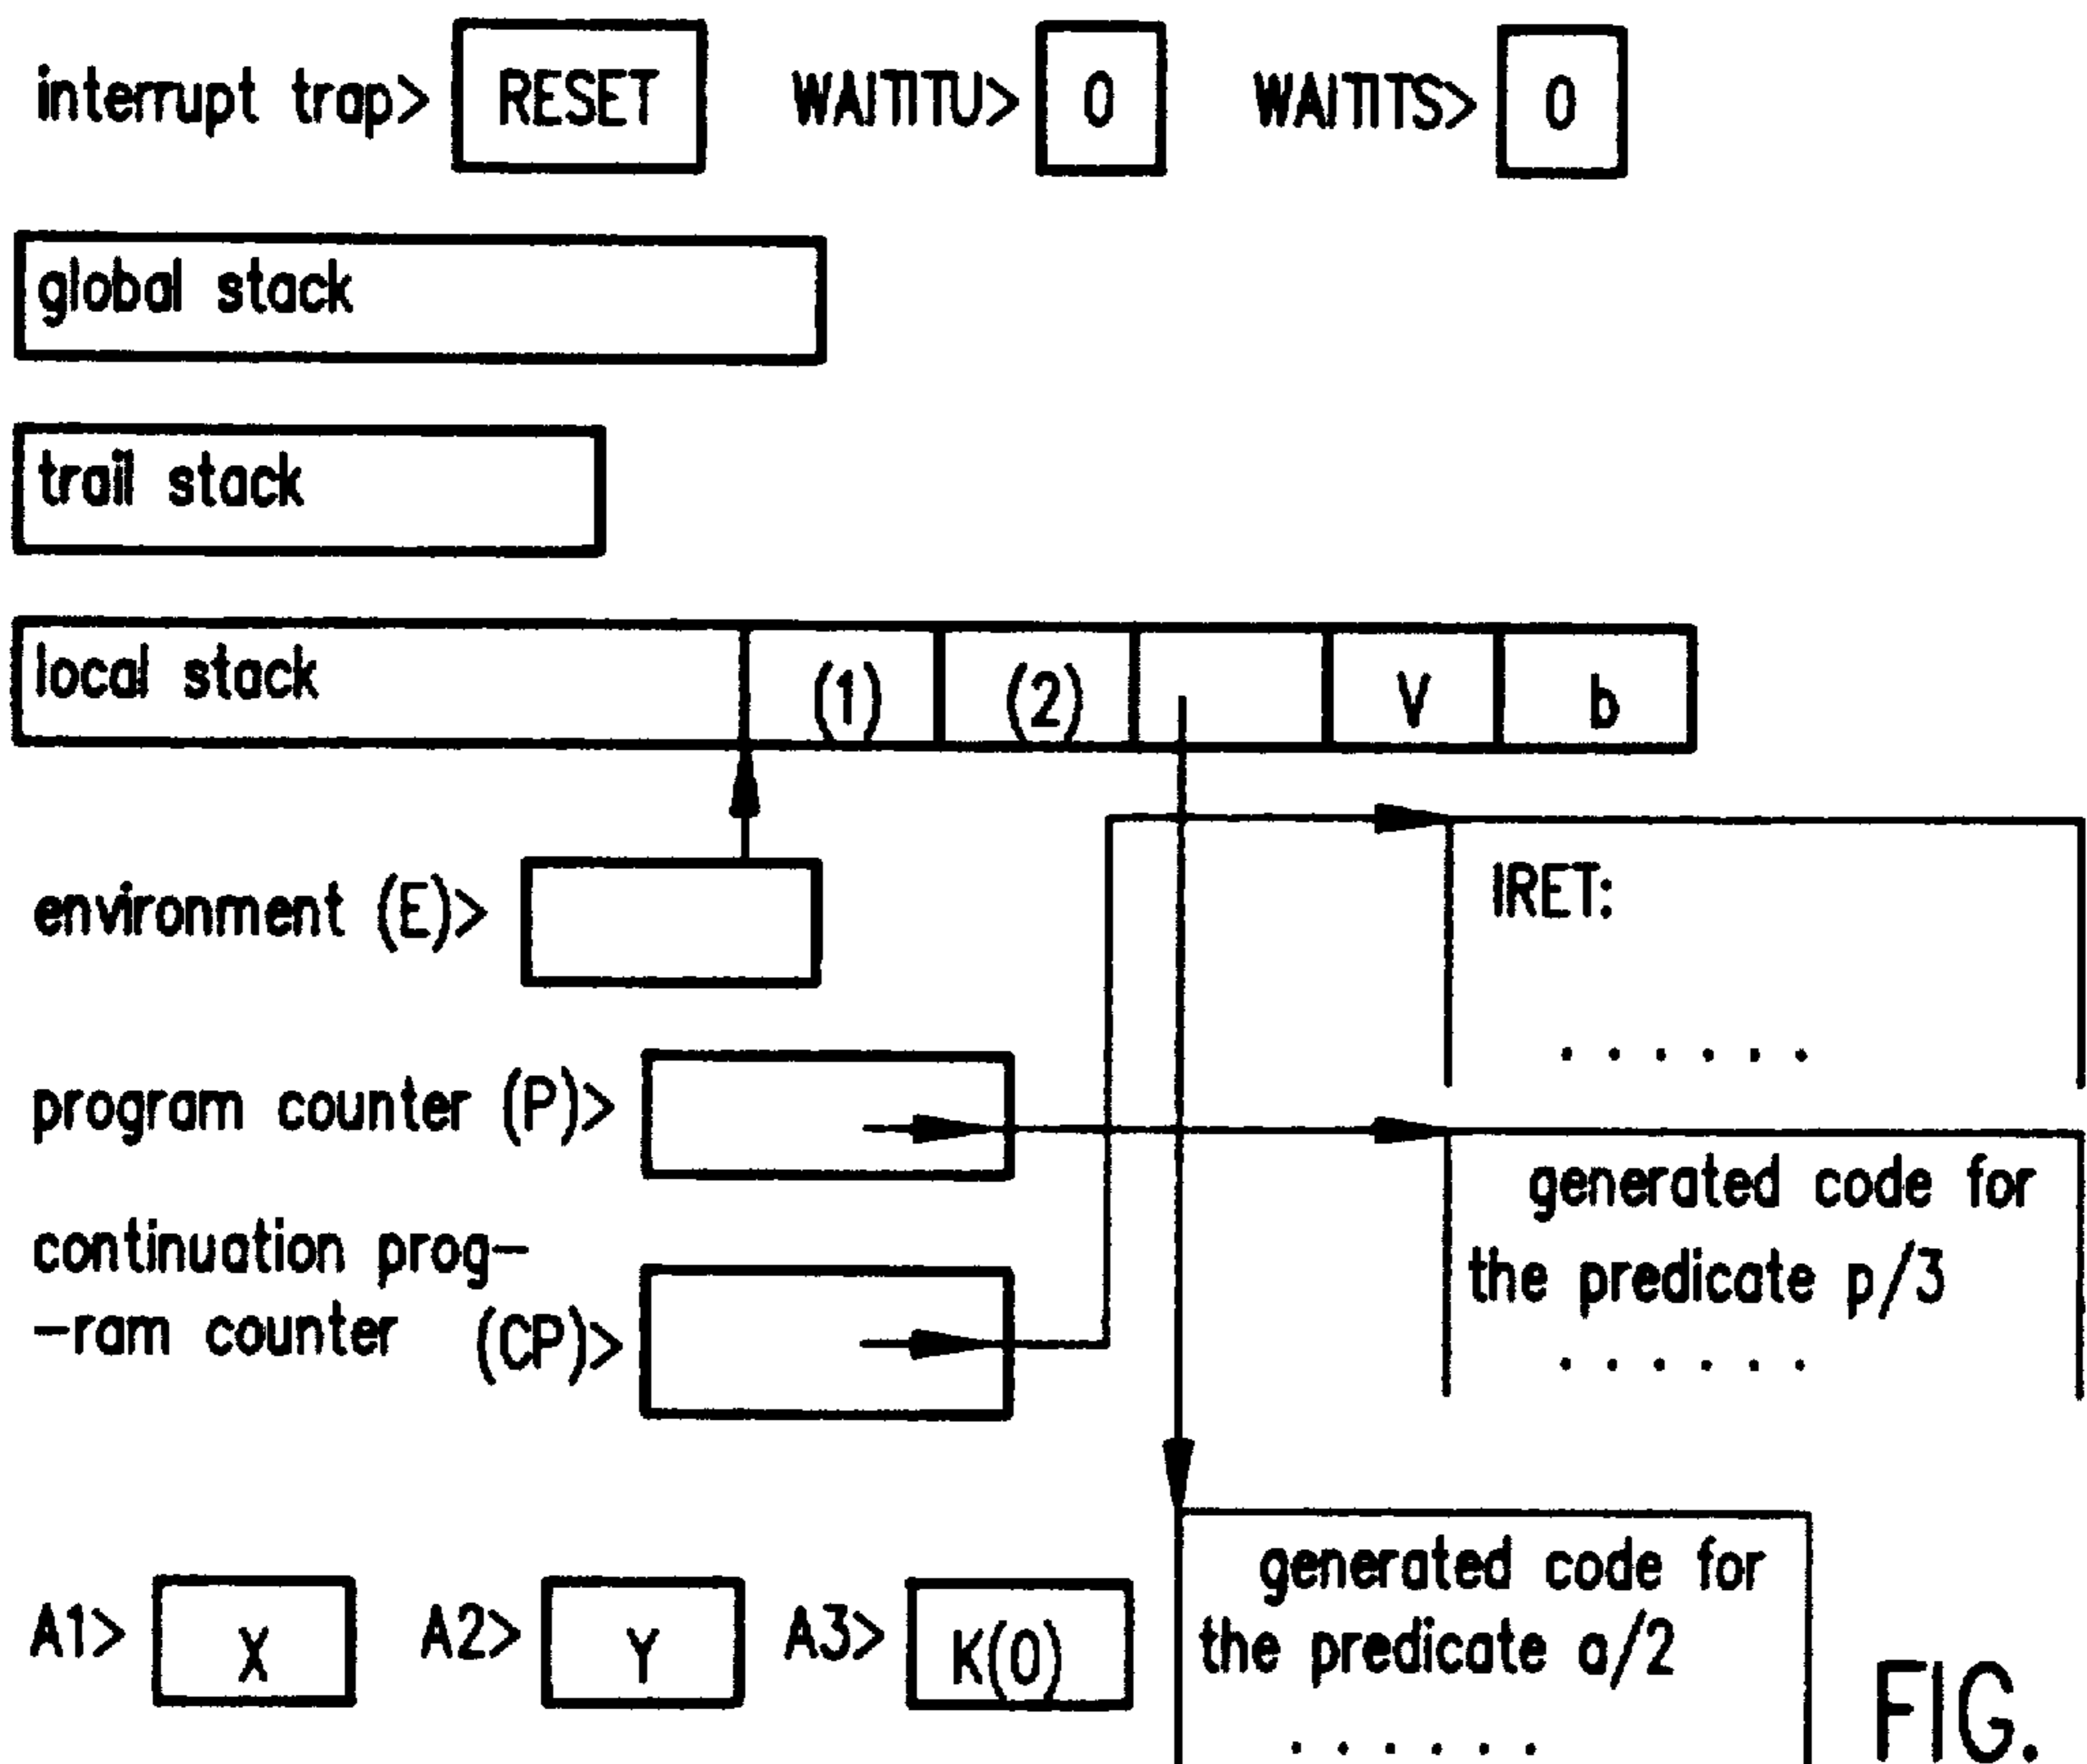 interrupt trap> RESET WAITITU> 0 WAITITS> 0
global stack
trail stack
local stack (1) (2) V b
environment (E)>
IRET:
. . . . . .
program counter (P)>
generated code for
the predicate p/3
. . . . . .
continuation prog-
-ram counter (CP)>
generated code for
the predicate a/2
. . . . . .
A1> X A2> Y A3> K(0)
FIG.